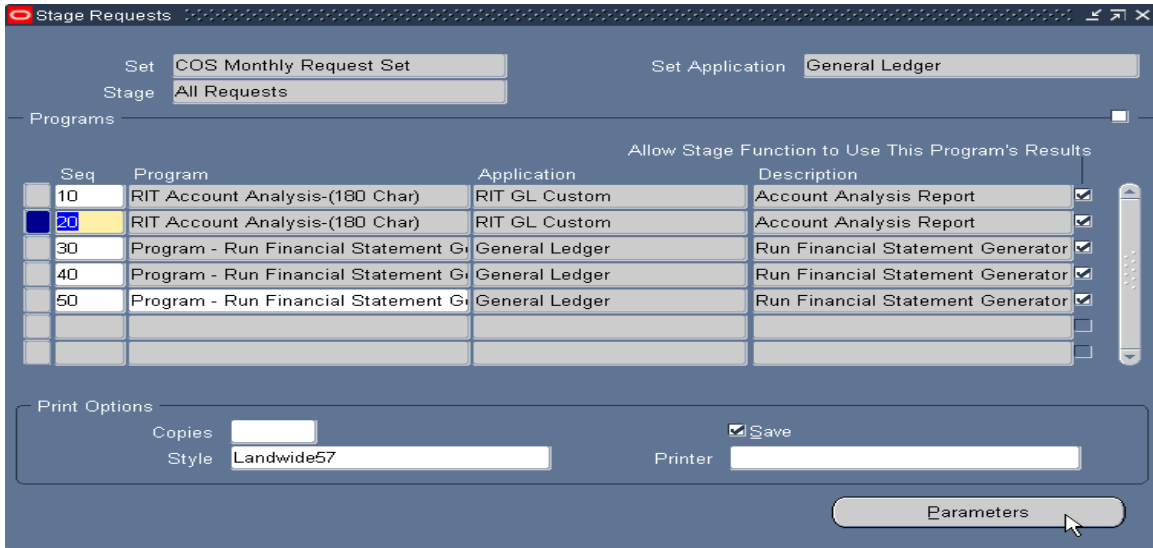 Stage Requests
Set COS Monthly Request Set Set Application General Ledger
Stage All Requests
Programs
Allow Stage Function to Use This Program's Results
Seq Program Application Description
10 RIT Account Analysis-(180 Char) RIT GL Custom Account Analysis Report
20 RIT Account Analysis-(180 Char) RIT GL Custom Account Analysis Report
30 Program - Run Financial Statement G General Ledger Run Financial Statement Generator
40 Program - Run Financial Statement G General Ledger Run Financial Statement Generator
50 Program - Run Financial Statement G General Ledger Run Financial Statement Generator
Print Options
Copies Save
Style Landwide57 Printer
Parameters